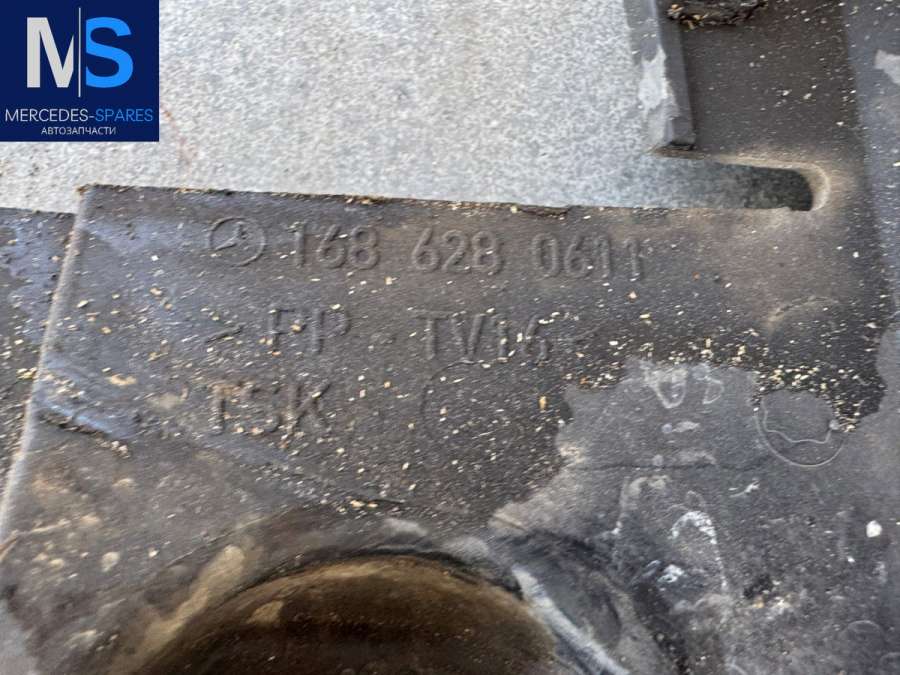 MS
MERCEDES-SPARES
АВТОЗАПЧАСТИ
168 628 0611
> PP - TV16 <
TSK